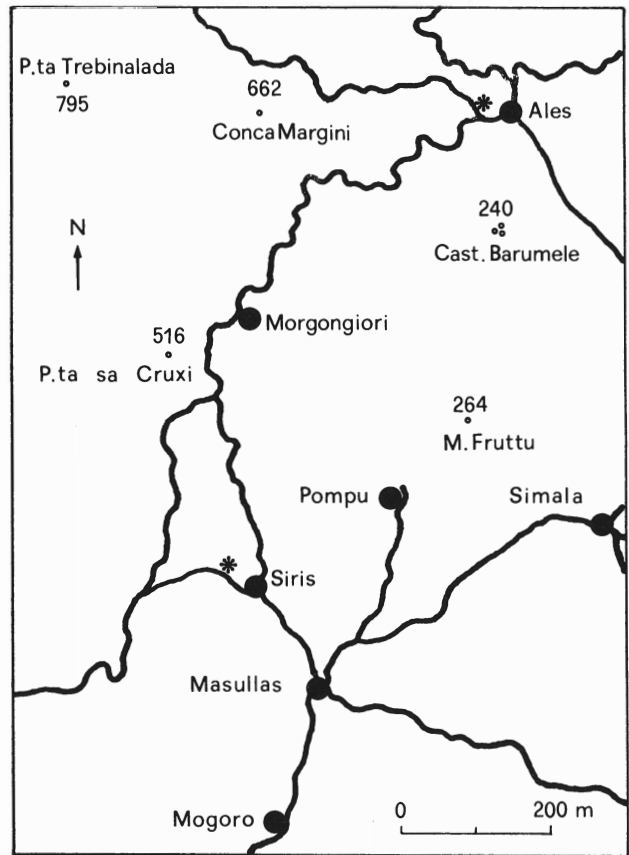 P.ta Trebinalada
795
662
Conca Margini
*
Ales
N
240
Cast. Barumele
Morgongiori
516
P.ta sa Cruxi
264
M. Fruttu
Pompu
Simala
*
Siris
Masullas
Mogoro
0 200 m